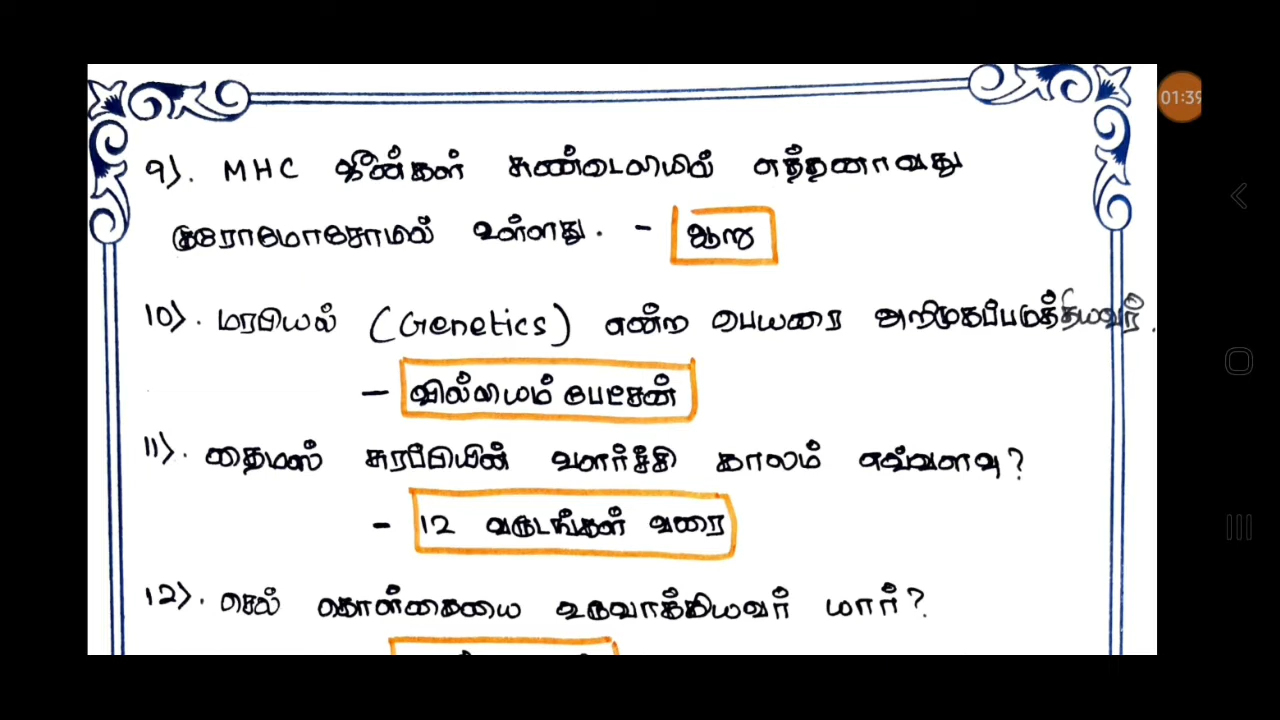 01:39
9). MHC ஜீன்கள் சுண்டெலியில் எத்தனாவது
குரோமோசோமில் உள்ளது. - ஆறு
10). மரபியல் (Genetics) என்ற பெயரை அறிமுகப்படுத்தியவர்.
- வில்லியம் பேட்சன்
11). தைமஸ் சுரப்பியின் வளர்ச்சி காலம் எவ்வளவு?
- 12 வருடங்கள் வரை
12). செல் கொள்கையை உருவாக்கியவர் யார்?